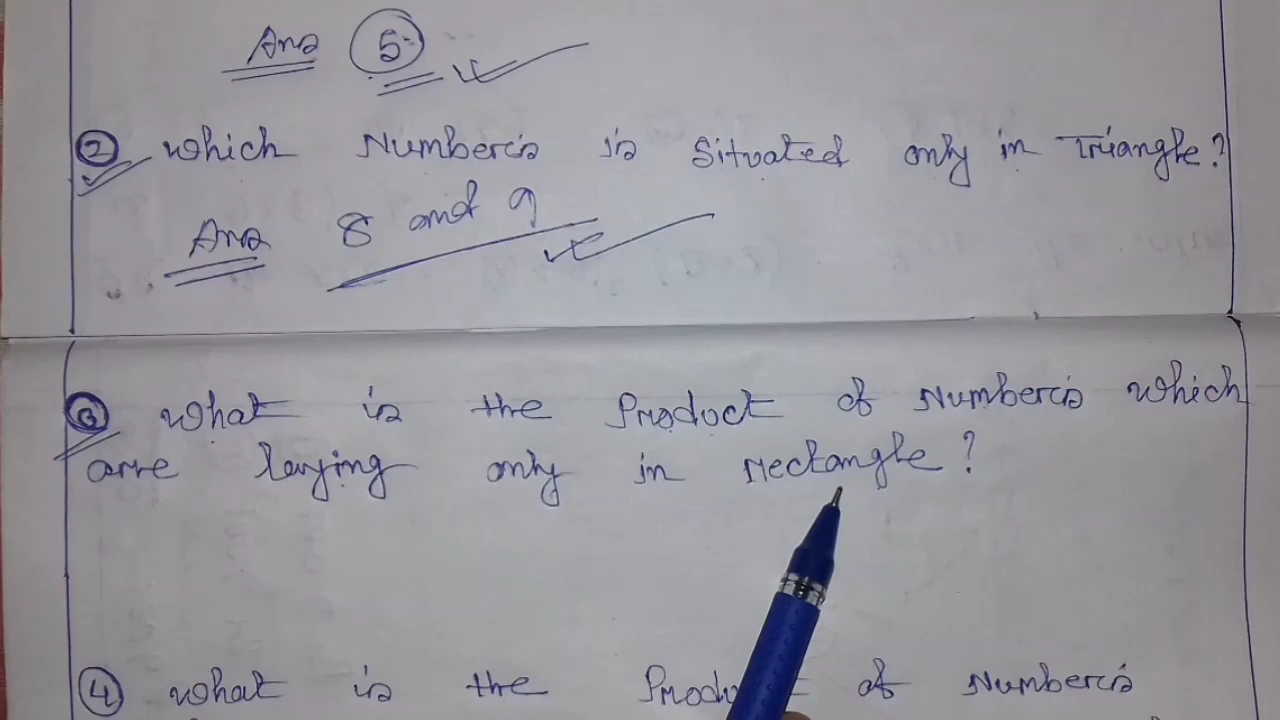 Ans 5
2 which Numbers is Situated only in Triangle?
Ans 8 and 9
3 What is the Product of Numbers which
are laying only in rectangle?
4 What is the Product of Numbers